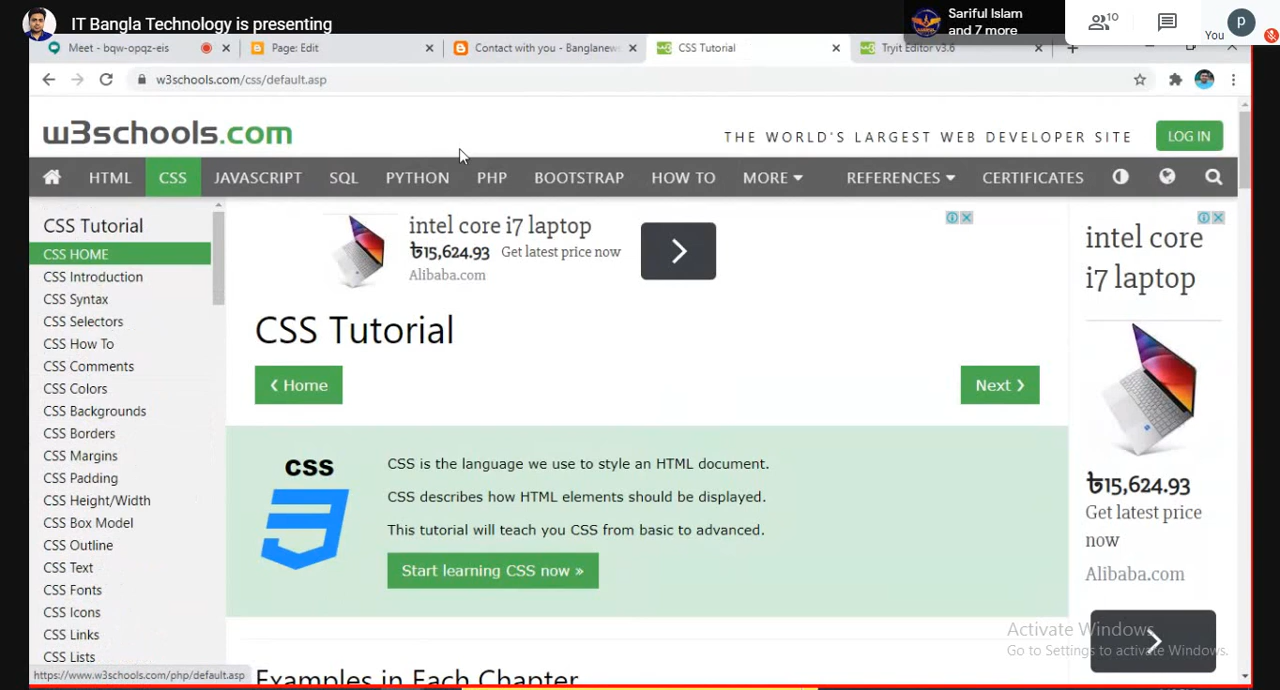 IT Bangla Technology is presenting
Sariful Islam
and 7 more
10
You
P
Meet - bqw-opqz-eis
Page: Edit
Contact with you - Banglanew
CSS Tutorial
Tryit Editor v3.6
w3schools.com/css/default.asp
w3schools.com
THE WORLD'S LARGEST WEB DEVELOPER SITE
LOG IN
HTML
CSS
JAVASCRIPT
SQL
PYTHON
PHP
BOOTSTRAP
HOW TO
MORE
REFERENCES
CERTIFICATES
CSS Tutorial
CSS HOME
CSS Introduction
CSS Syntax
CSS Selectors
CSS How To
CSS Comments
CSS Colors
CSS Backgrounds
CSS Borders
CSS Margins
CSS Padding
CSS Height/Width
CSS Box Model
CSS Outline
CSS Text
CSS Fonts
CSS Icons
CSS Links
CSS Lists
https://www.w3schools.com/php/default.asp
intel core i7 laptop
৳15,624.93 Get latest price now
Alibaba.com
CSS Tutorial
❮ Home
Next ❯
CSS
CSS is the language we use to style an HTML document.
CSS describes how HTML elements should be displayed.
This tutorial will teach you CSS from basic to advanced.
Start learning CSS now »
Examples in Each Chapter
intel core
i7 laptop
৳15,624.93
Get latest price
now
Alibaba.com
Activate Windows
Go to Settings to activate Windows.